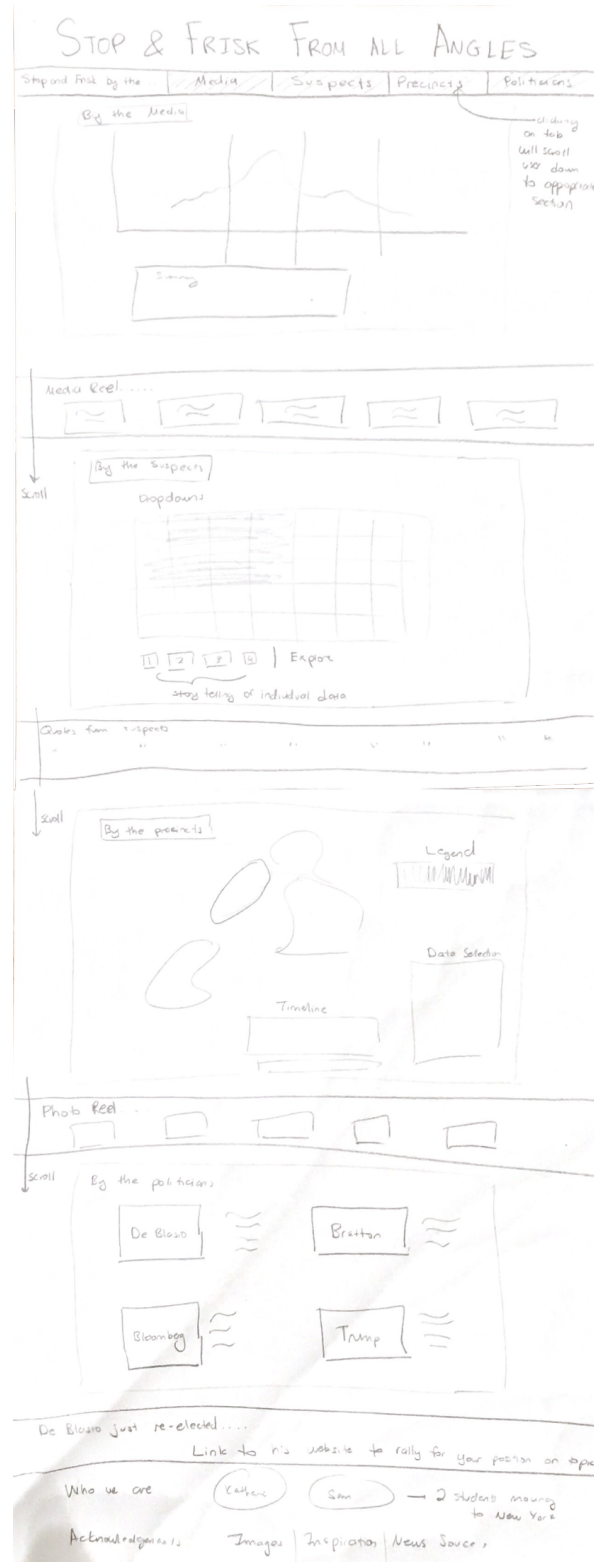 STOP & FRISK FROM ALL ANGLES
Stop and Frisk by the Media Suspects Precincts Politicians
By the Media
clicking
on tab
will scroll
user down
to appopriate
section
Summary
Media Reel......
Scroll
By the Suspects
Dropdowns
1 2 3 4 | Explore
story telling of individual data
Quotes from suspects
" " " " " " "
scroll
By the precincts
Legend
Data Selection
Timeline
Photo Reel...
scroll
By the politicians
De Blasio Bratton
Bloomberg Trump
De Blasio just re-elected.....
Link to his website to rally for your position on topic
Who we are Sam → 2 students moving
to New York
Acknowledgements Images | Inspiration | News Sources